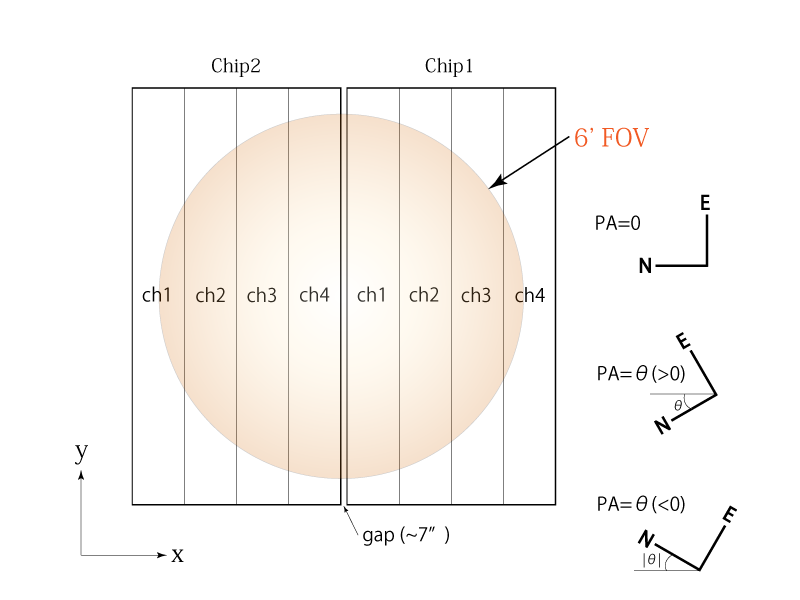 Chip2
Chip1
6’ FOV
E
PA=0
N
ch1 ch2 ch3 ch4 ch1 ch2 ch3 ch4
E
PA=θ(>0)
θ
N
y
x
gap (~7” )
PA=θ(<0)
E
N
|θ|